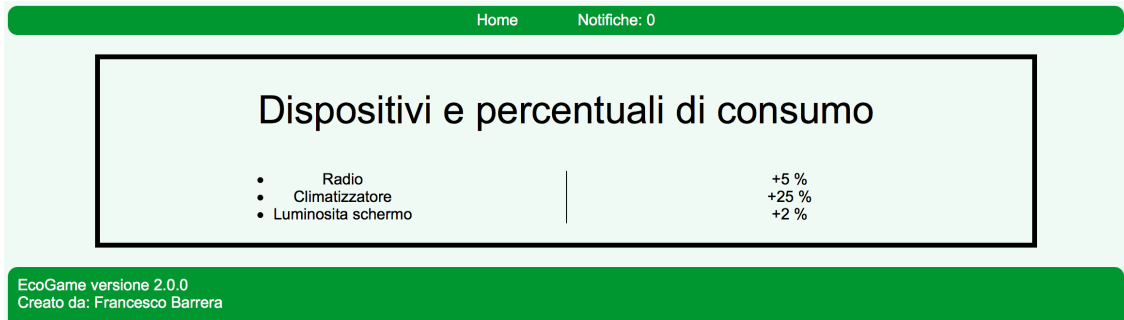 Home Notifiche: 0
Dispositivi e percentuali di consumo
Radio +5 %
Climatizzatore +25 %
Luminosita schermo +2 %
EcoGame versione 2.0.0
Creato da: Francesco Barrera